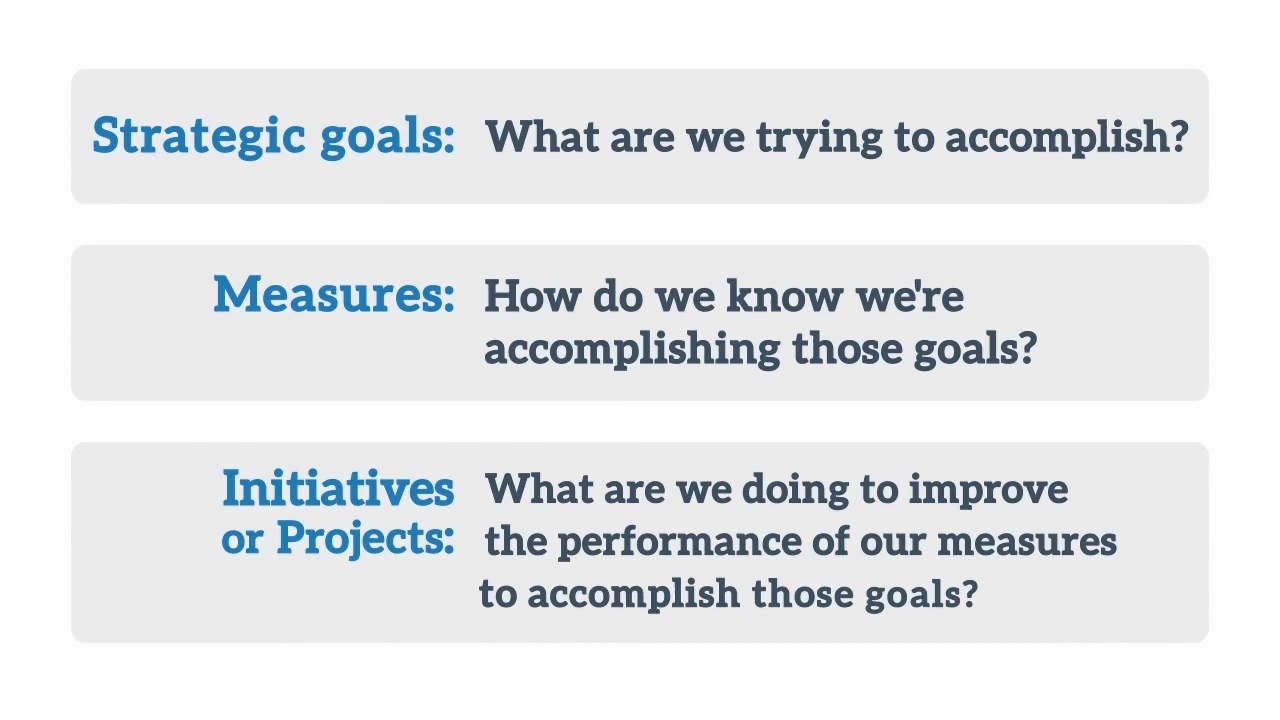 Strategic goals: What are we trying to accomplish?
Measures: How do we know we're
accomplishing those goals?
Initiatives What are we doing to improve
or Projects: the performance of our measures
to accomplish those goals?